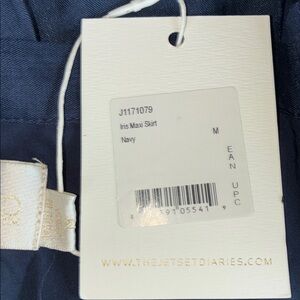 J1171079
Iris Maxi Skirt
Navy M
EAN UPC
WWW.THEJETSETDIARIES.COM